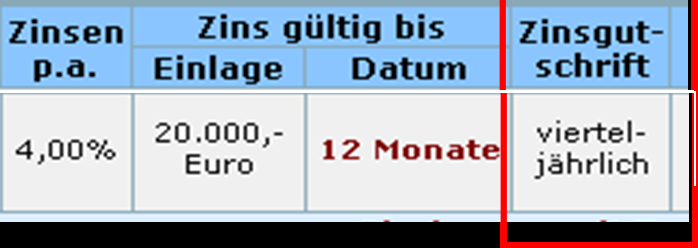 Zinsen
p.a.
Zins gültig bis
Einlage
Datum
Zinsgut-
schrift
4,00%
20.000,-
Euro
12 Monate
viertel-
jährlich